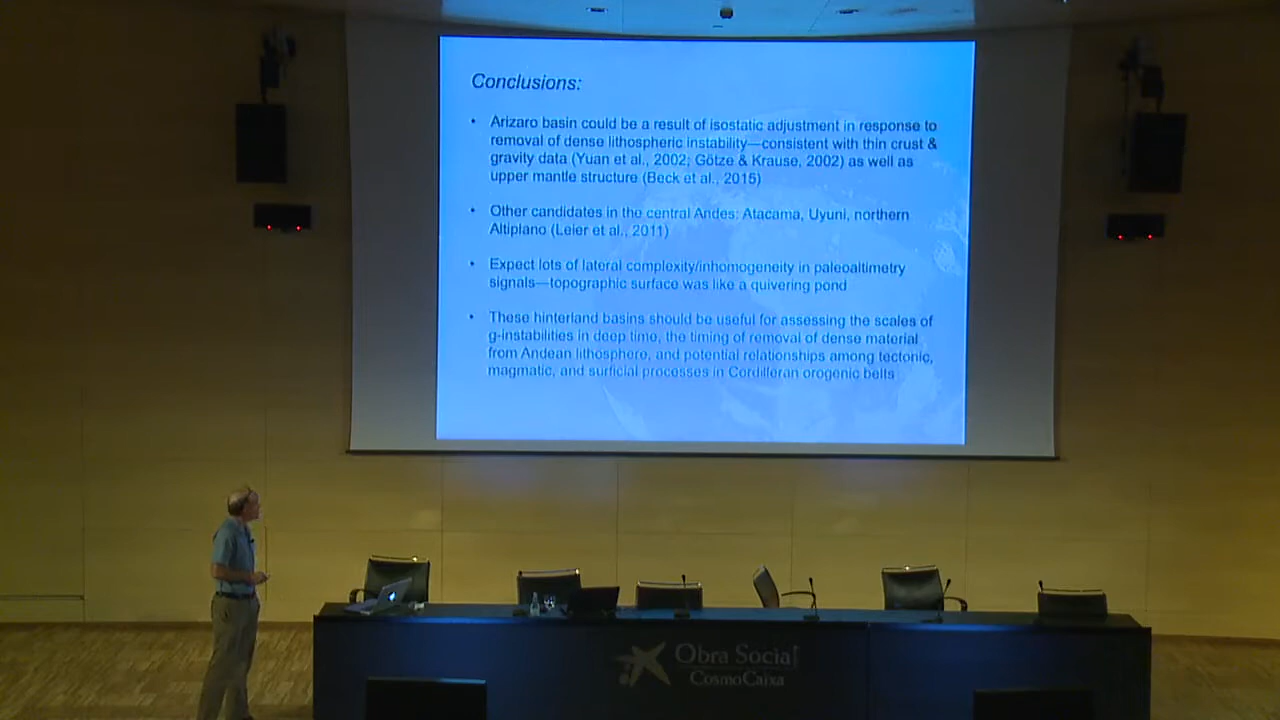 Conclusions:
• Arizaro basin could be a result of isostatic adjustment in response to
removal of dense lithospheric instability—consistent with thin crust &
gravity data (Yuan et al., 2002; Götze & Krause, 2002) as well as
upper mantle structure (Beck et al., 2015)
• Other candidates in the central Andes: Atacama, Uyuni, northern
Altiplano (Leier et al., 2011)
• Expect lots of lateral complexity/inhomogeneity in paleoaltimetry
signals—topographic surface was like a quivering pond
• These hinterland basins should be useful for assessing the scales of
g-instabilities in deep time, the timing of removal of dense material
from Andean lithosphere, and potential relationships among tectonic,
magmatic, and surficial processes in Cordilleran orogenic belts
Obra Social
CosmoCaixa